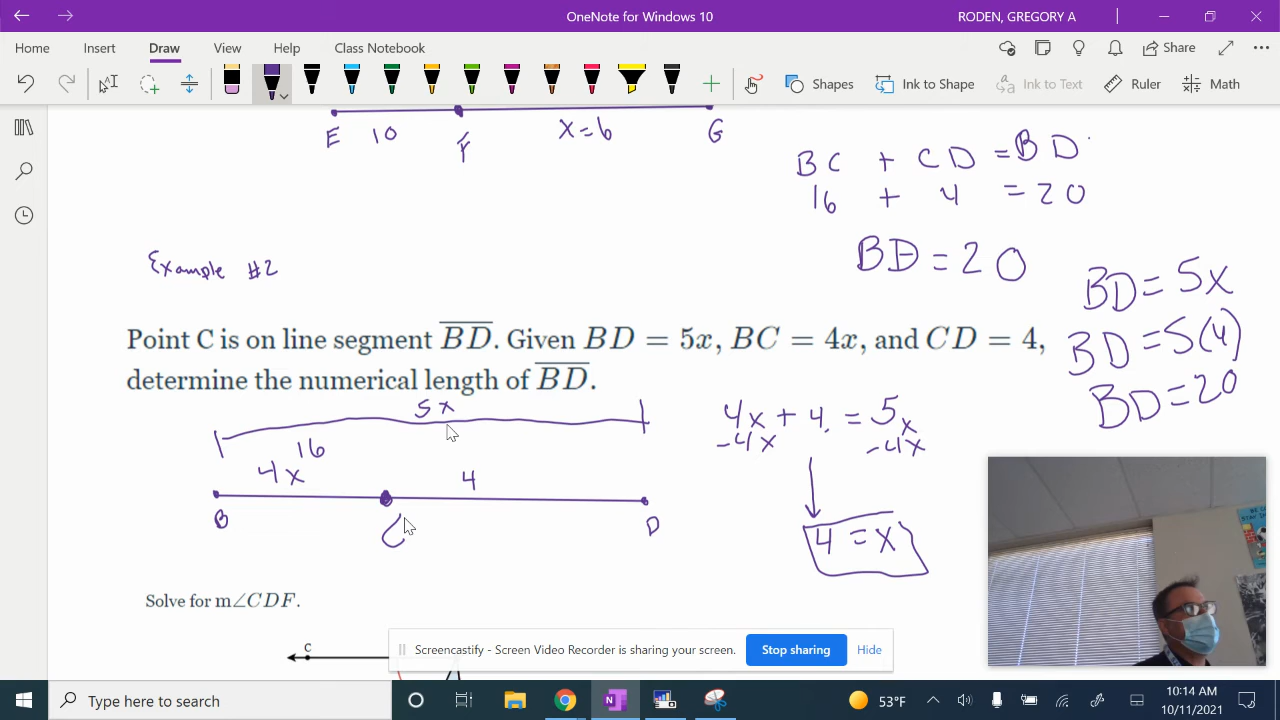 OneNote for Windows 10
RODEN, GREGORY A
Home Insert Draw View Help Class Notebook
Share
Shapes Ink to Shape Ink to Text Ruler Math
E 10 F x=6 G
BC + CD = BD
16 + 4 = 20
BD = 20
Example #2
BD = 5x
BD = 5(4)
BD = 20
Point C is on line segment BD. Given BD = 5x, BC = 4x, and CD = 4,
determine the numerical length of BD.
5x
16
4x 4
B C D
4x + 4 = 5x
-4x -4x
4 = x
Solve for m∠CDF.
C
Screencastify - Screen Video Recorder is sharing your screen. Stop sharing Hide
Type here to search
53°F
10:14 AM
10/11/2021